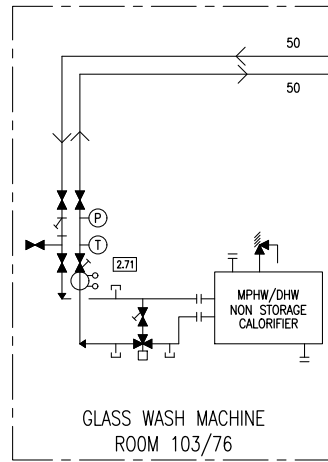 50
50
P
T
2.71
MPHW/DHW
NON STORAGE
CALORIFIER
GLASS WASH MACHINE
ROOM 103/76